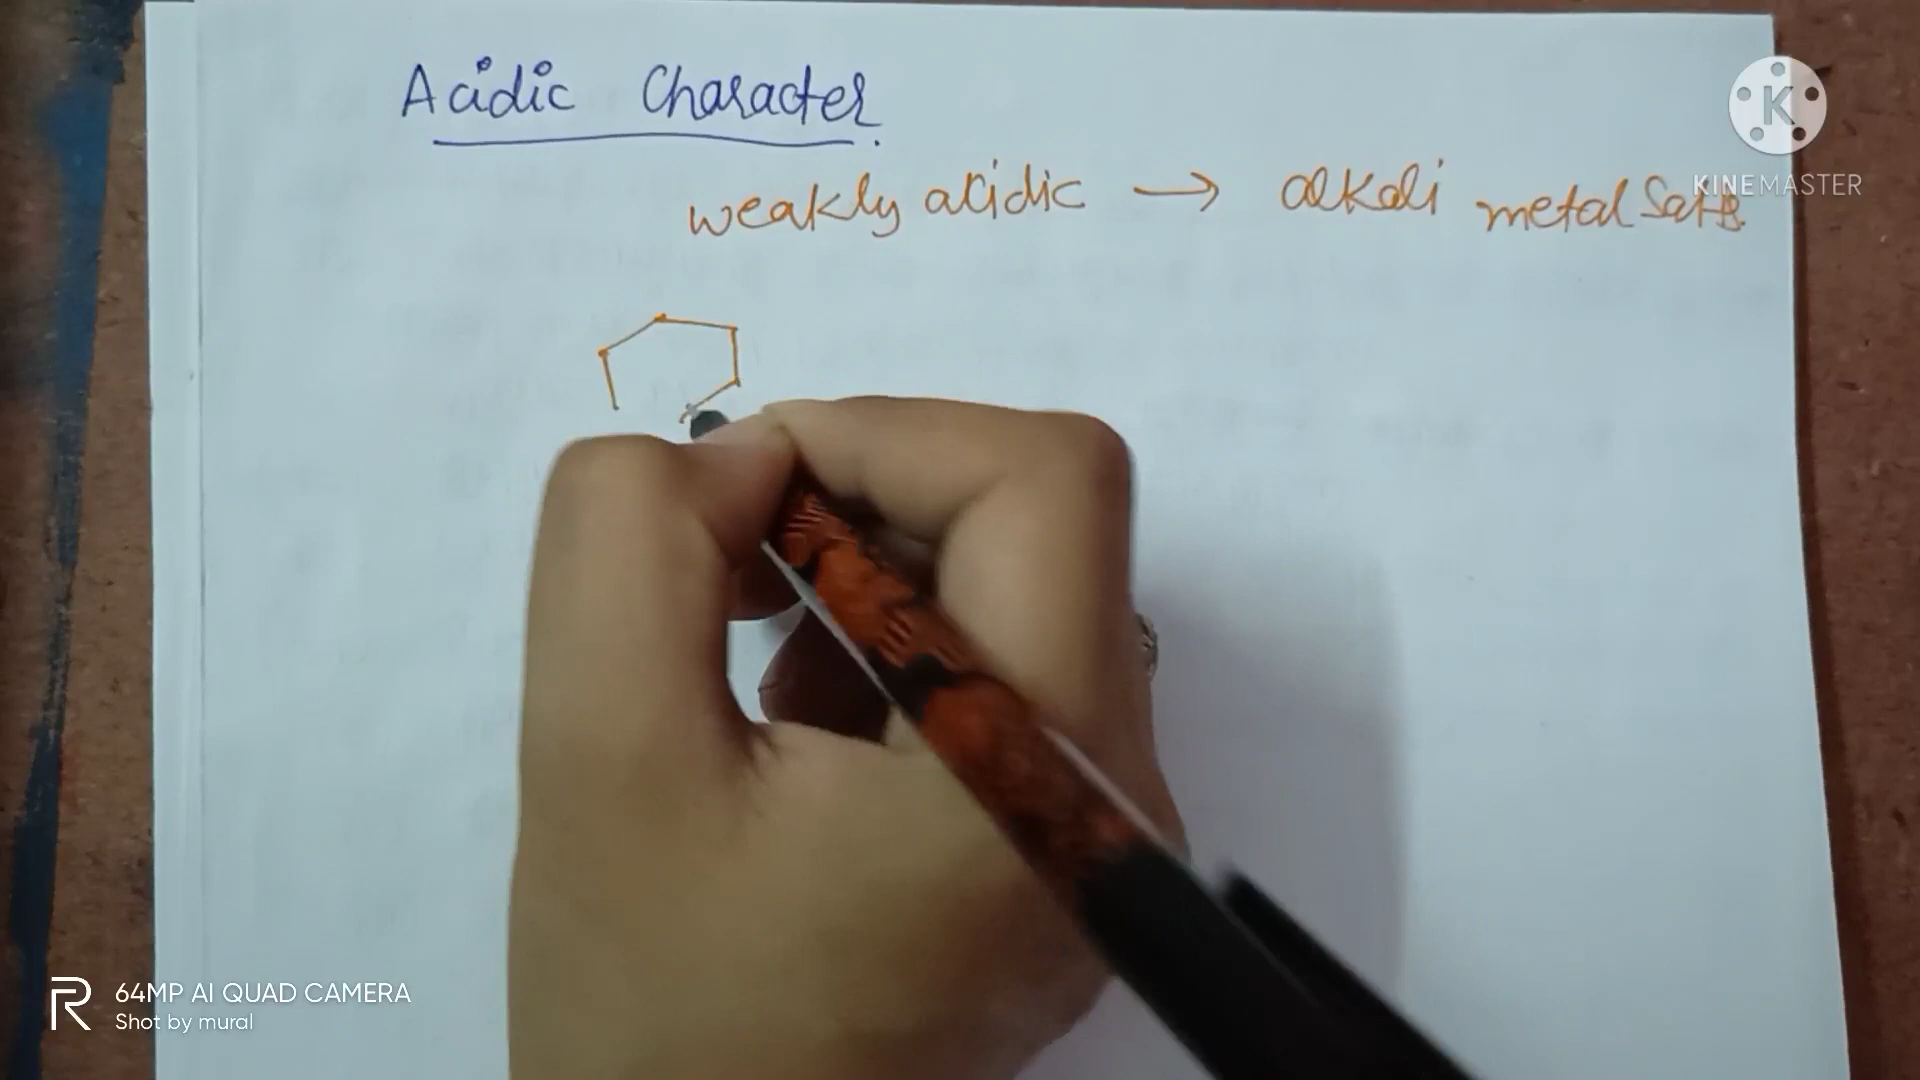 Acidic Character.
weakly acidic → alkali metal Salts.
K
KINEMASTER
R 64MP AI QUAD CAMERA
Shot by mural